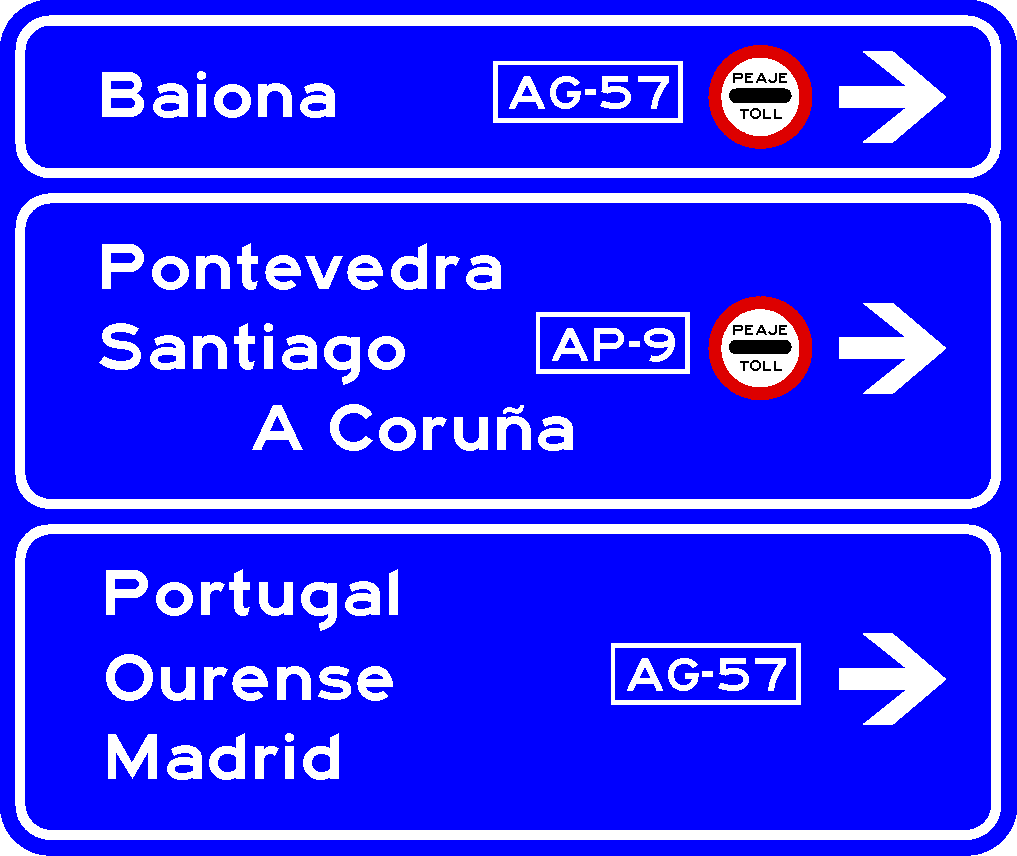 Baiona AG-57 PEAJE TOLL
Pontevedra
Santiago AP-9 PEAJE TOLL
A Coruña
Portugal
Ourense AG-57
Madrid